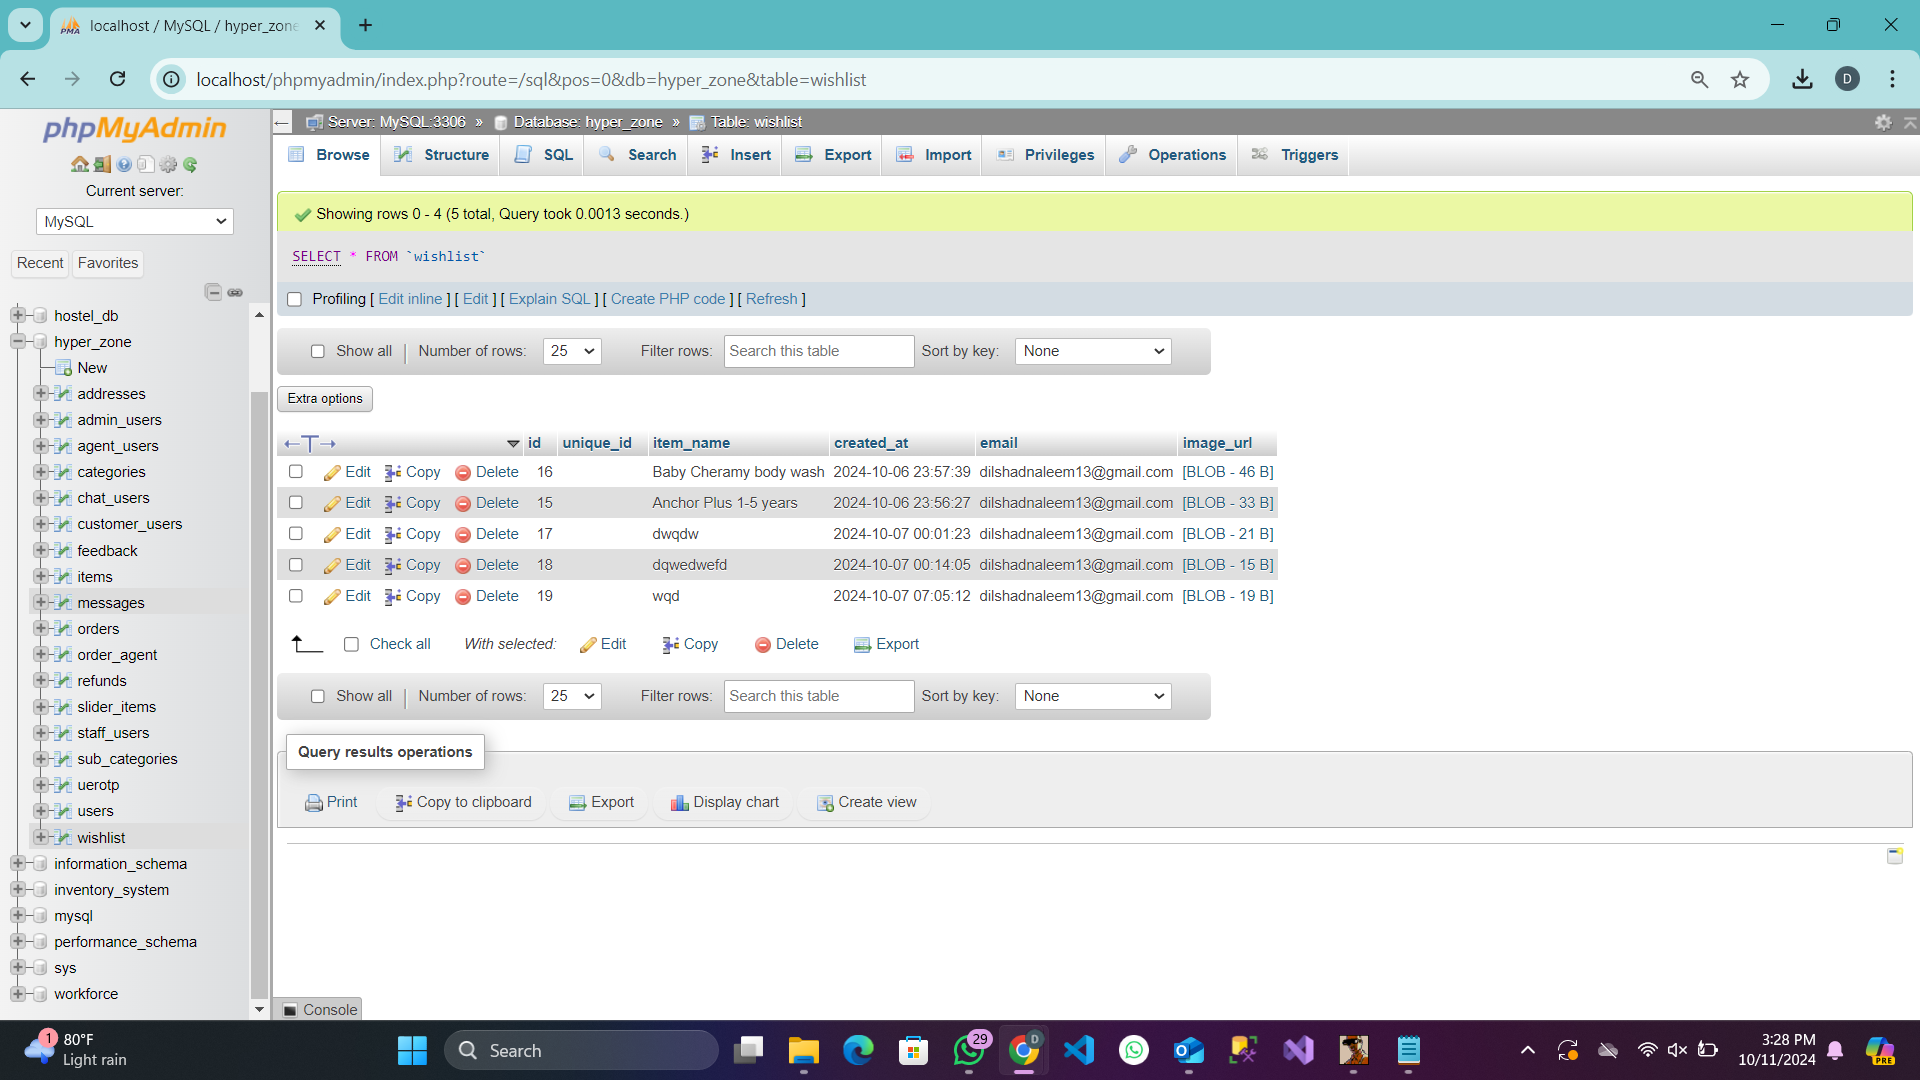 localhost / MySQL / hyper_zone
localhost/phpmyadmin/index.php?route=/sql&pos=0&db=hyper_zone&table=wishlist
D
phpMyAdmin
Current server:
MySQL
Recent Favorites
hostel_db
hyper_zone
New
addresses
admin_users
agent_users
categories
chat_users
customer_users
feedback
items
messages
orders
order_agent
refunds
slider_items
staff_users
sub_categories
uerotp
users
wishlist
information_schema
inventory_system
mysql
performance_schema
sys
workforce
Server: MySQL:3306 » Database: hyper_zone » Table: wishlist
Browse Structure SQL Search Insert Export Import Privileges Operations Triggers
Showing rows 0 - 4 (5 total, Query took 0.0013 seconds.)
SELECT * FROM `wishlist`
Profiling [ Edit inline ] [ Edit ] [ Explain SQL ] [ Create PHP code ] [ Refresh ]
Show all | Number of rows: 25 Filter rows: Search this table Sort by key: None
Extra options
←T→ id unique_id item_name created_at email image_url
Edit Copy Delete 16 Baby Cheramy body wash 2024-10-06 23:57:39 dilshadnaleem13@gmail.com [BLOB - 46 B]
Edit Copy Delete 15 Anchor Plus 1-5 years 2024-10-06 23:56:27 dilshadnaleem13@gmail.com [BLOB - 33 B]
Edit Copy Delete 17 dwqdw 2024-10-07 00:01:23 dilshadnaleem13@gmail.com [BLOB - 21 B]
Edit Copy Delete 18 dqwedwefd 2024-10-07 00:14:05 dilshadnaleem13@gmail.com [BLOB - 15 B]
Edit Copy Delete 19 wqd 2024-10-07 07:05:12 dilshadnaleem13@gmail.com [BLOB - 19 B]
Check all With selected: Edit Copy Delete Export
Show all | Number of rows: 25 Filter rows: Search this table Sort by key: None
Query results operations
Print Copy to clipboard Export Display chart Create view
Console
1
80°F
Light rain
Search
29
D
3:28 PM
10/11/2024
PRE